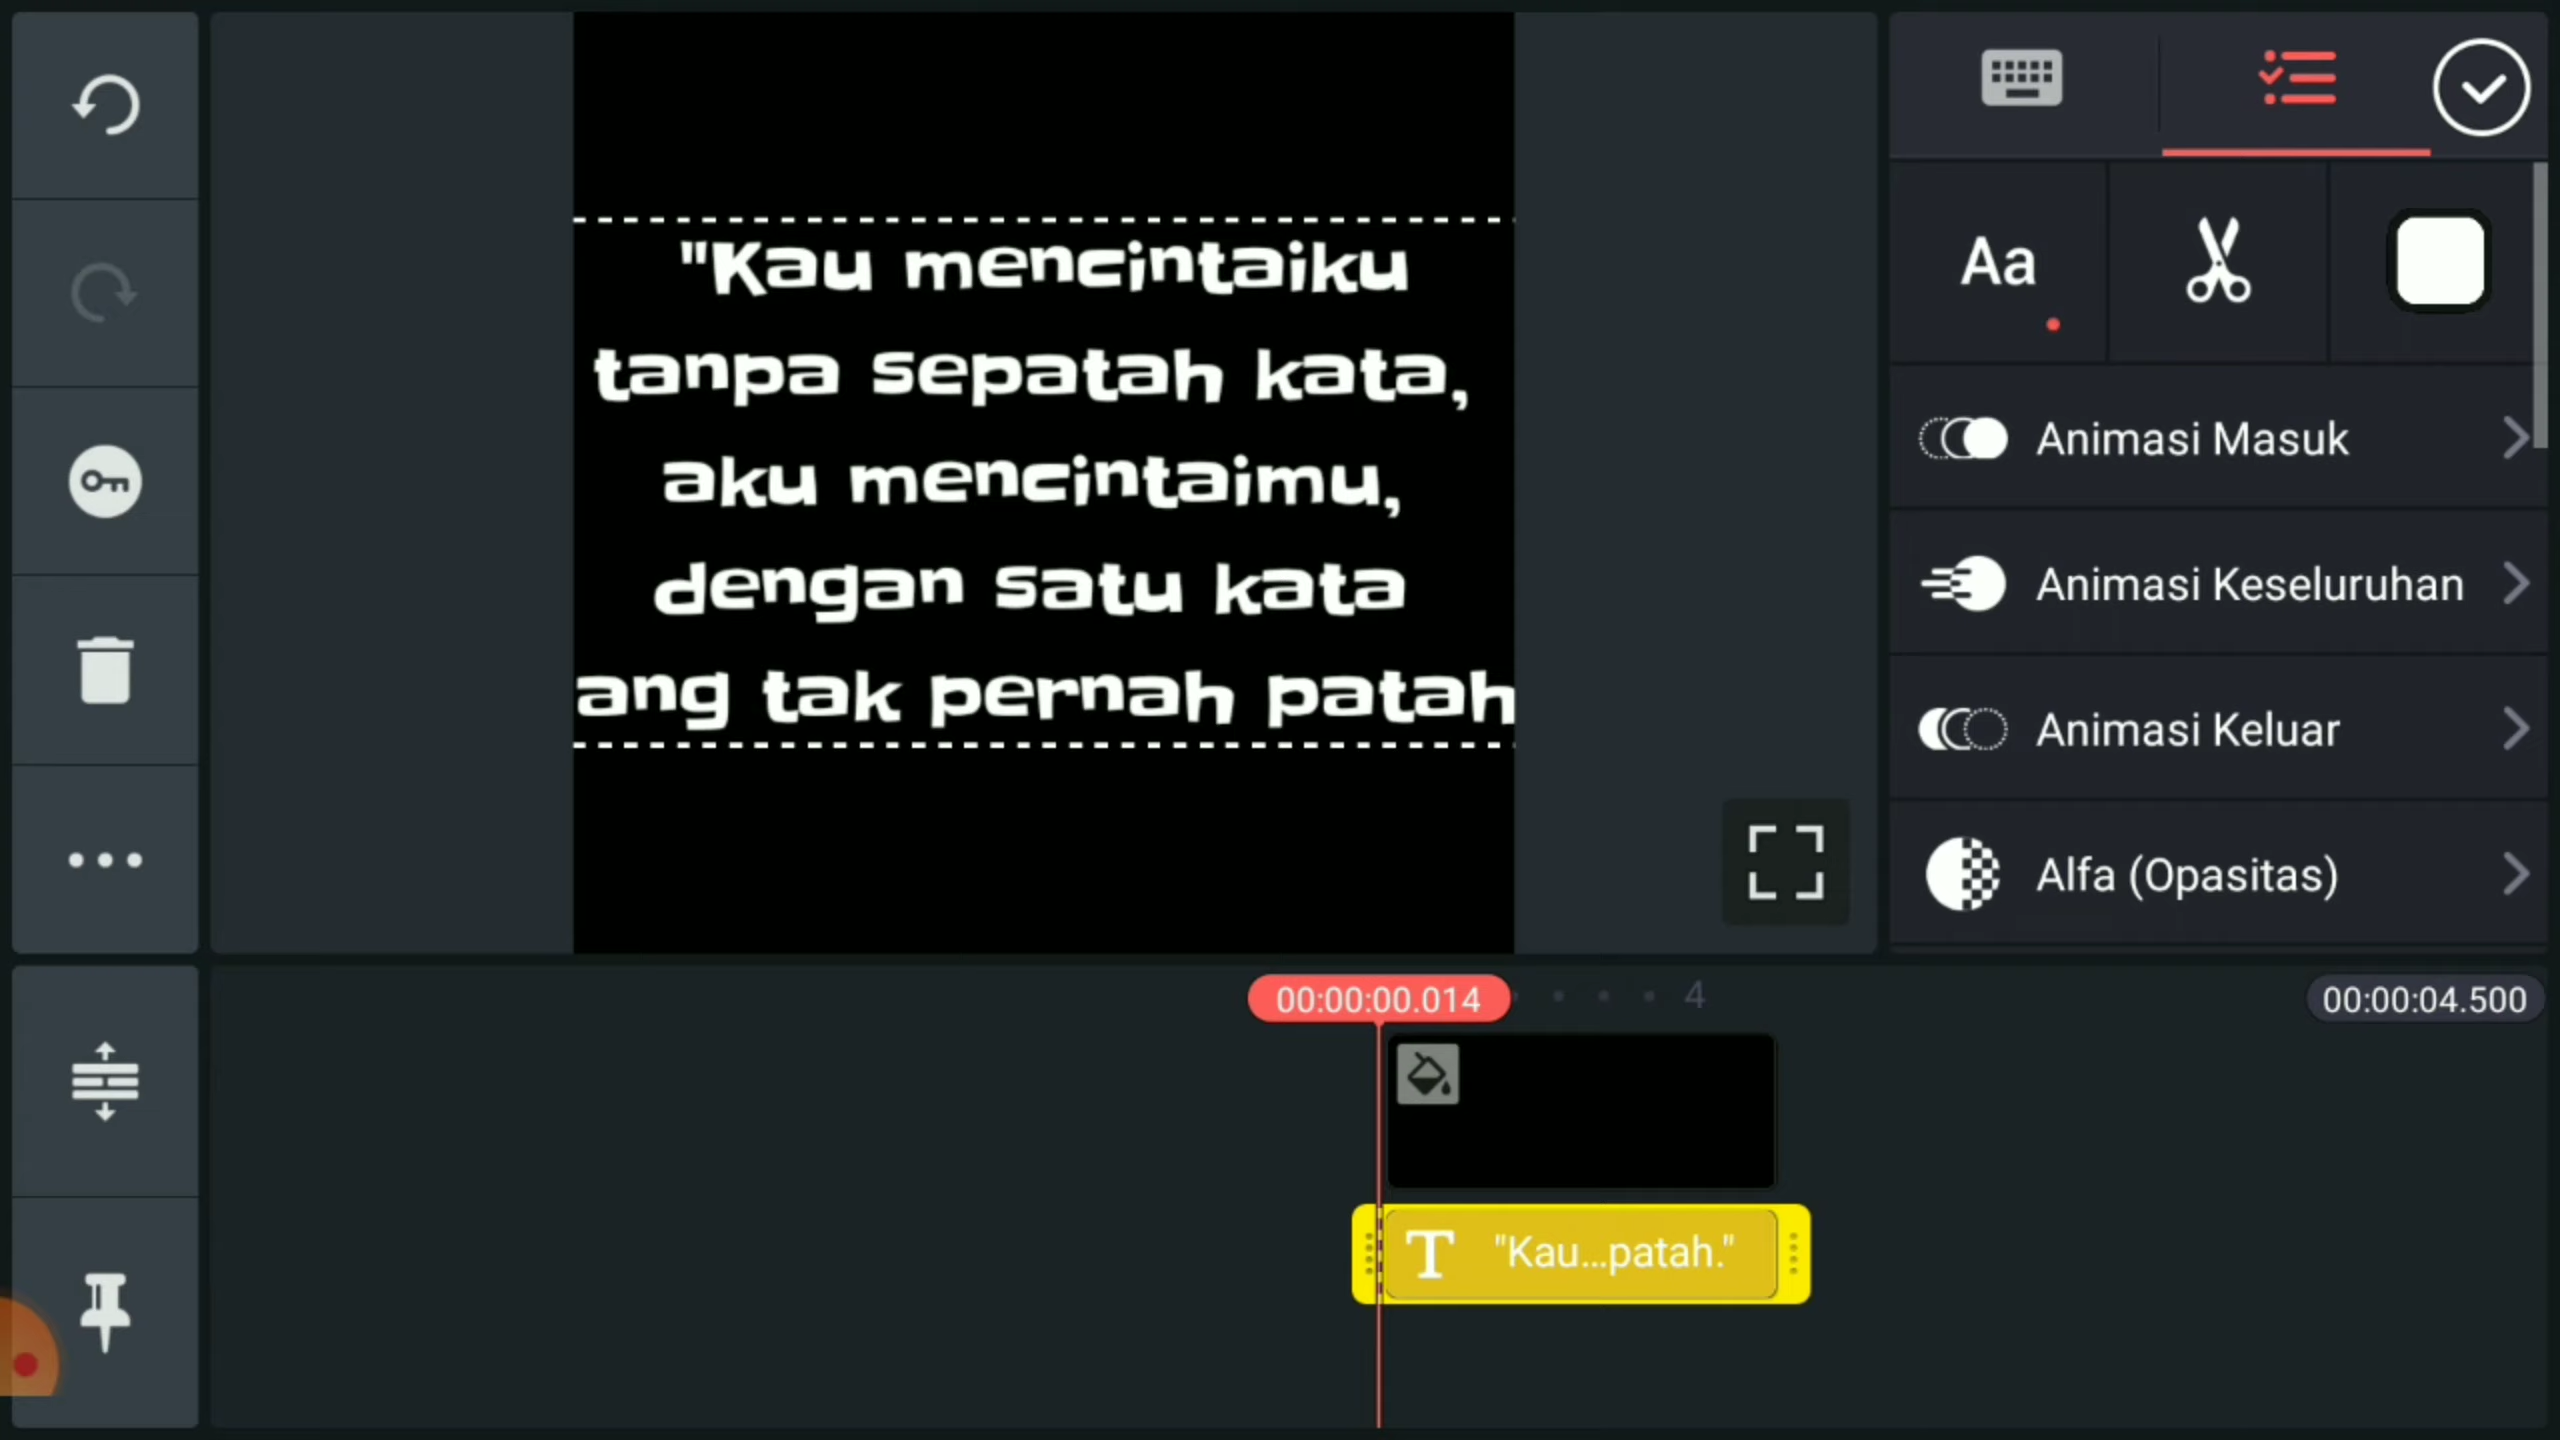 "Kau mencintaiku
tanpa sepatah kata,
aku mencintaimu,
dengan satu kata
ang tak pernah patah
Aa
Animasi Masuk
Animasi Keseluruhan
Animasi Keluar
Alfa (Opasitas)
00:00:00.014
4
00:00:04.500
T "Kau...patah."